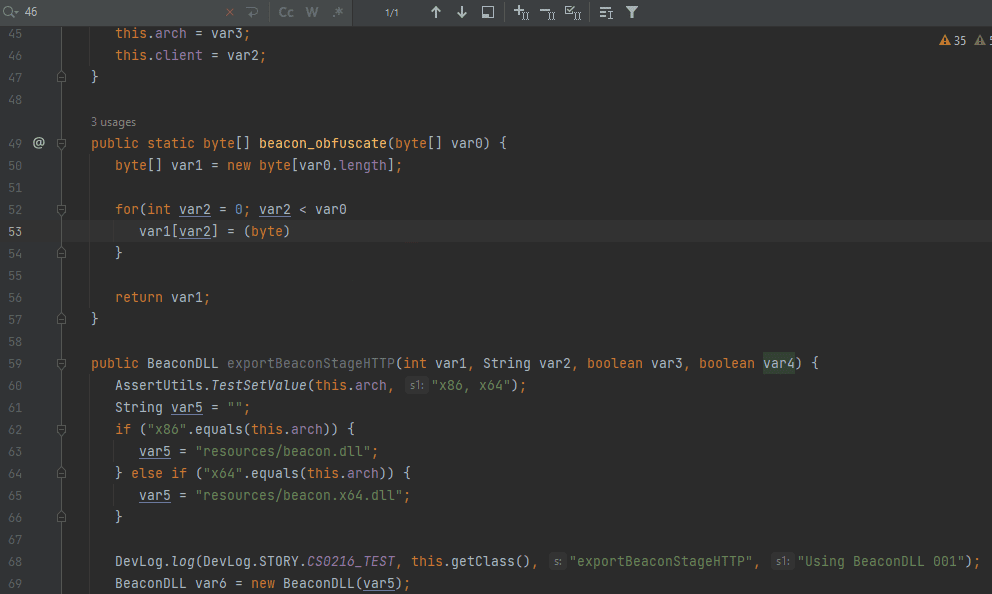 46
Cc W .* 1/1
35
45 this.arch = var3;
46 this.client = var2;
47 }
48
3 usages
49 @ public static byte[] beacon_obfuscate(byte[] var0) {
50 byte[] var1 = new byte[var0.length];
51
52 for(int var2 = 0; var2 < var0
53 var1[var2] = (byte)
54 }
55
56 return var1;
57 }
58
59 public BeaconDLL exportBeaconStageHTTP(int var1, String var2, boolean var3, boolean var4) {
60 AssertUtils.TestSetValue(this.arch, s1: "x86, x64");
61 String var5 = "";
62 if ("x86".equals(this.arch)) {
63 var5 = "resources/beacon.dll";
64 } else if ("x64".equals(this.arch)) {
65 var5 = "resources/beacon.x64.dll";
66 }
67
68 DevLog.log(DevLog.STORY.CS0216_TEST, this.getClass(), s: "exportBeaconStageHTTP", s1: "Using BeaconDLL 001");
69 BeaconDLL var6 = new BeaconDLL(var5);